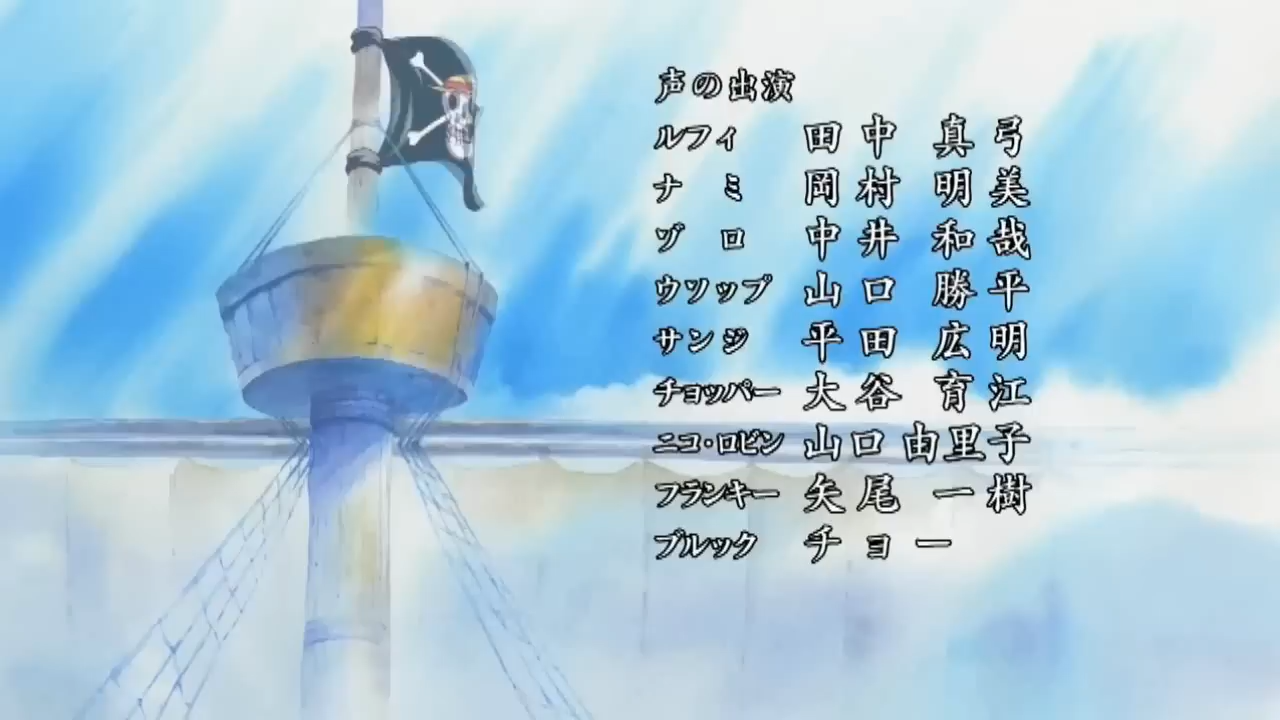 声の出演
ルフィ 田中 真弓
ナミ 岡村 明美
ゾロ 中井 和哉
ウソップ 山口 勝平
サンジ 平田 広明
チョッパー 大谷 育江
ニコ・ロビン 山口 由里子
フランキー 矢尾 一樹
ブルック チョー